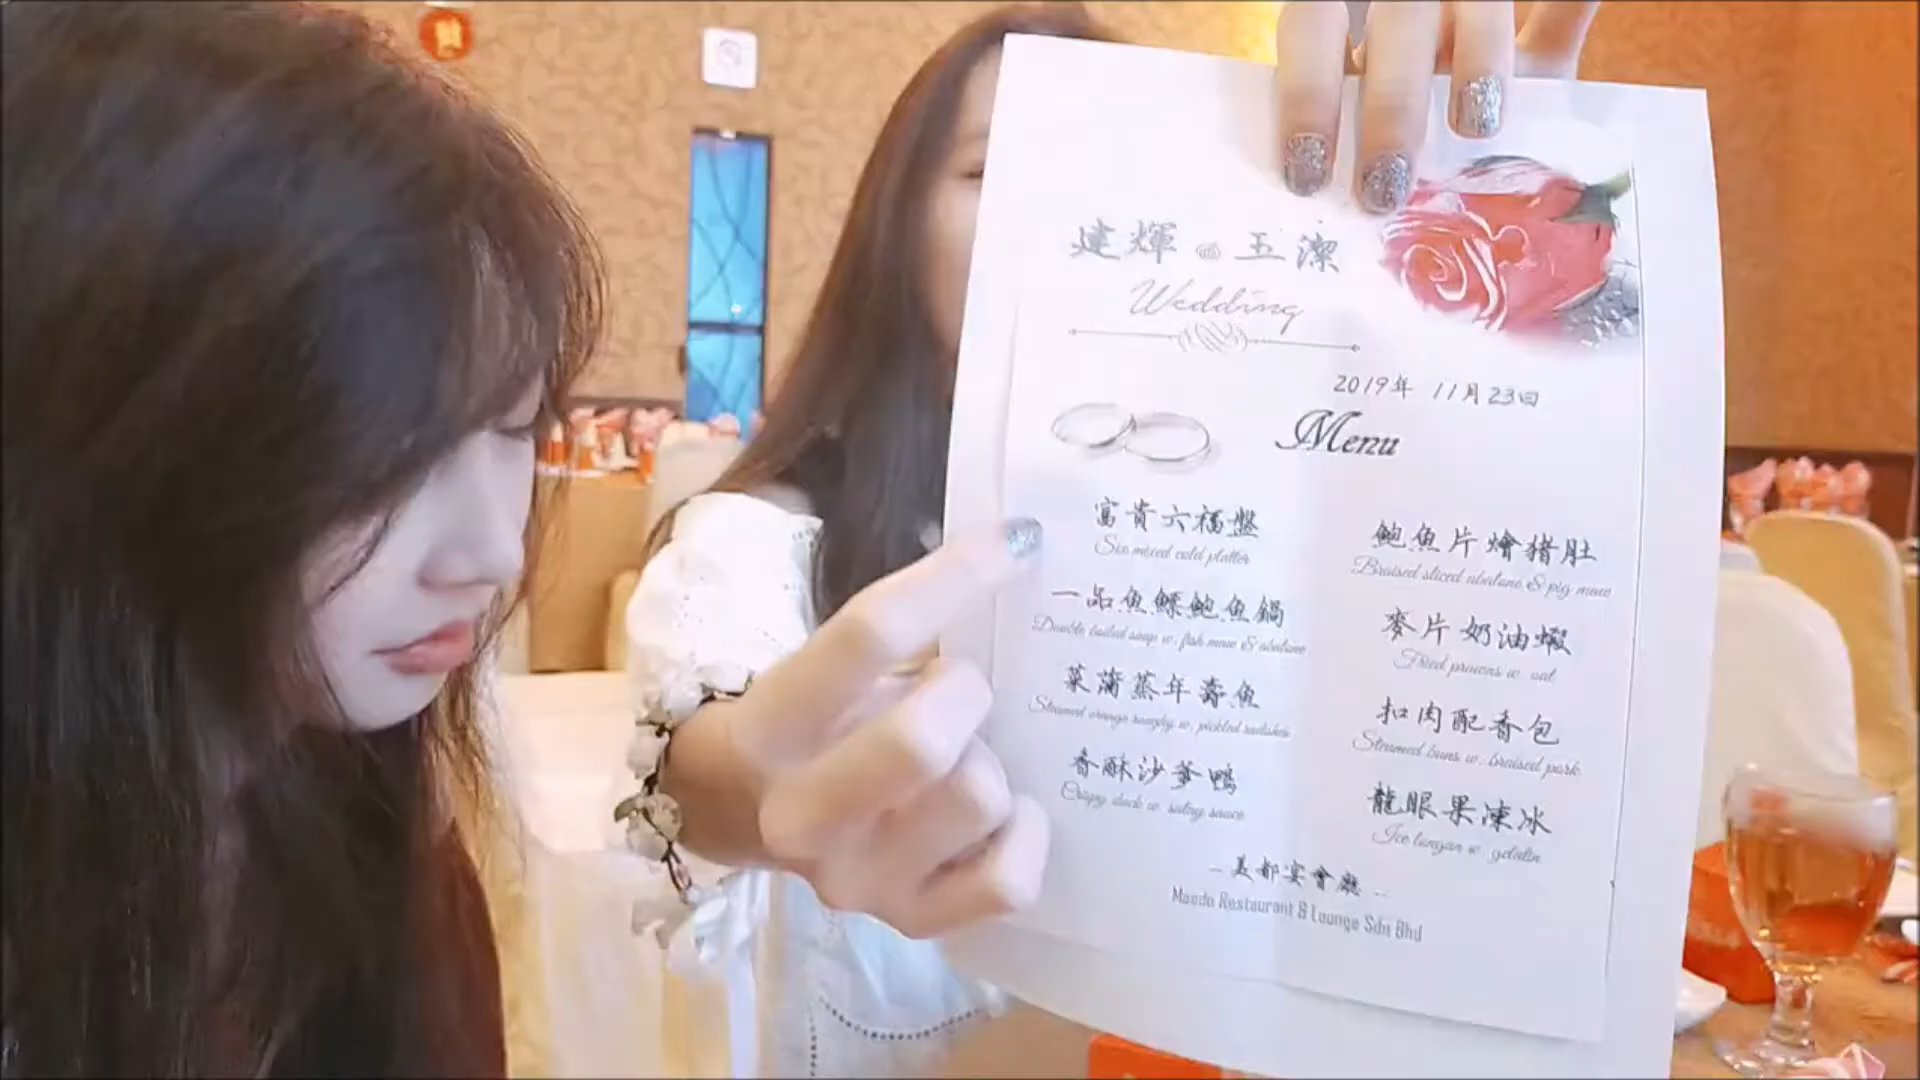 建輝 玉潔
Wedding
2019年 11月23日
Menu
富貴六福盤
Six mixed cold platter
一品魚鰾鮑魚鍋
Double boiled soup w. fish maw & abalone
菜蒲蒸年壽魚
Steamed orange roughy w. pickled radishes
香酥沙爹鴨
Crispy duck w. satay sauce
鮑魚片燴豬肚
Braised sliced abalone & pig maw
麥片奶油蝦
Fried prawns w. oat
扣肉配香包
Steamed buns w. braised pork
龍眼果凍冰
Ice longan w. gelatin
- 美都宴會廳 -
Restaurant & Lounge Sdn Bhd